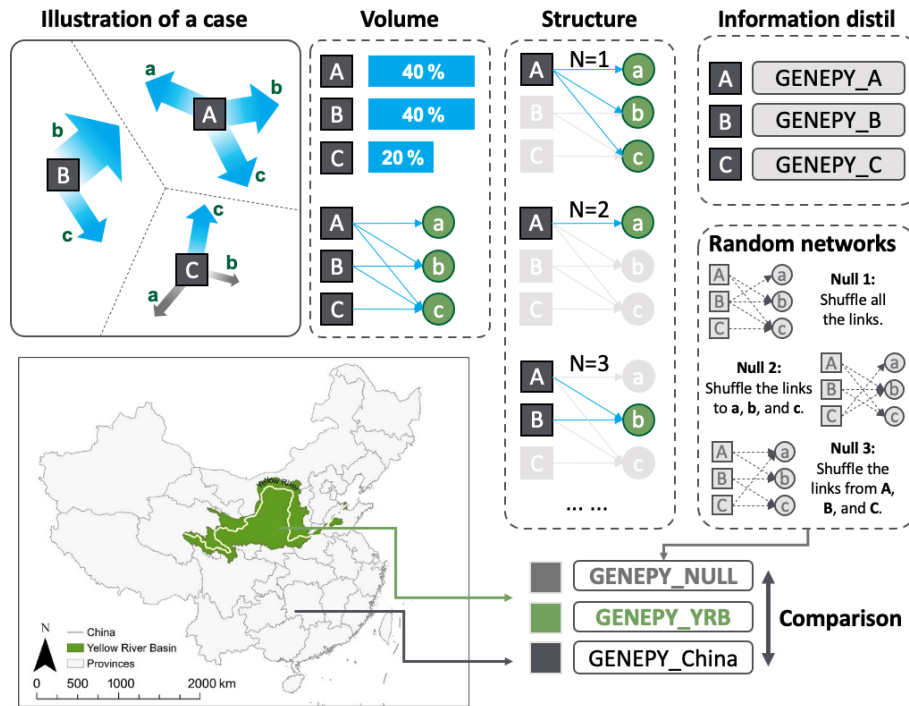 Illustration of a case
a
b
A
c
b
B
c
c
C
b
a
Volume
A
40 %
B
40 %
C
20 %
A
a
B
b
C
c
Structure
N=1
A
a
B
b
C
c
N=2
A
a
B
b
C
c
N=3
A
a
B
b
C
c
... ...
Information distil
A
GENEPY_A
B
GENEPY_B
C
GENEPY_C
Random networks
A
a
B
b
C
c
Null 1:
Shuffle all
the links.
Null 2:
Shuffle the links
to a, b, and c.
A
a
B
b
C
c
A
a
B
b
C
c
Null 3:
Shuffle the
links from A,
B, and C.
Yellow River
N
China
Yellow River Basin
Provinces
0 500 1000 2000 km
GENEPY_NULL
GENEPY_YRB
GENEPY_China
Comparison